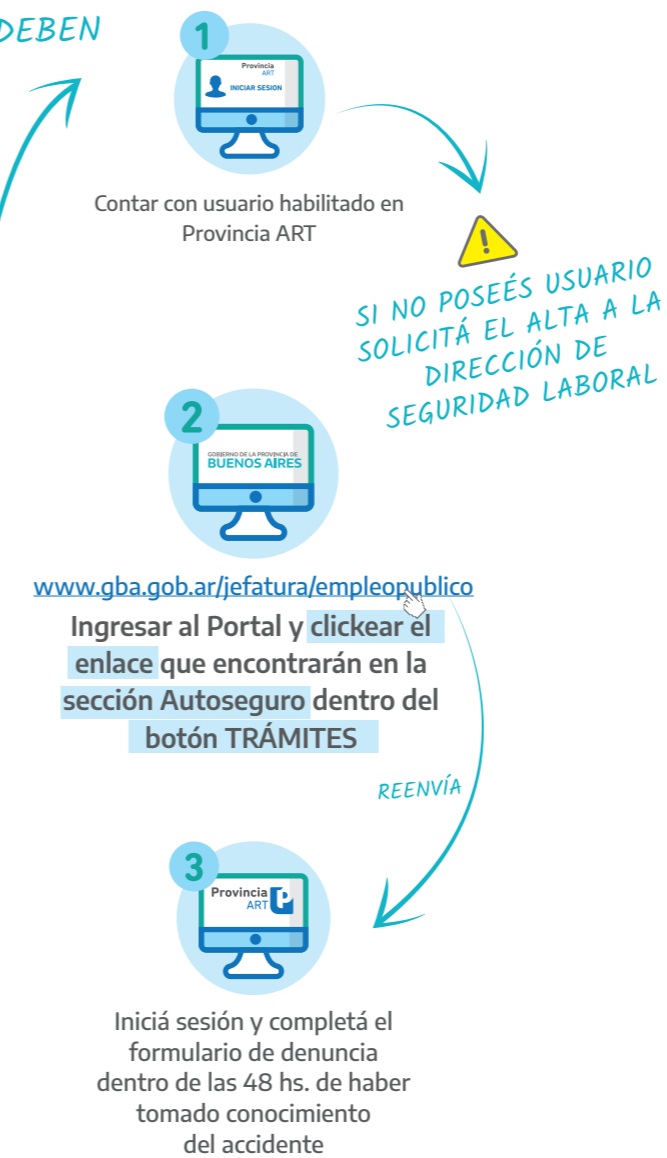 DEBEN
1
Provincia
ART
INICIAR SESION
Contar con usuario habilitado en
Provincia ART
!
SI NO POSEÉS USUARIO
SOLICITÁ EL ALTA A LA
DIRECCIÓN DE
SEGURIDAD LABORAL
2
GOBIERNO DE LA PROVINCIA DE
BUENOS AIRES
www.gba.gob.ar/jefatura/empleopublico
Ingresar al Portal y clickear el
enlace que encontrarán en la
sección Autoseguro dentro del
botón TRÁMITES
REENVÍA
3
Provincia
ART
P
Iniciá sesión y completá el
formulario de denuncia
dentro de las 48 hs. de haber
tomado conocimiento
del accidente